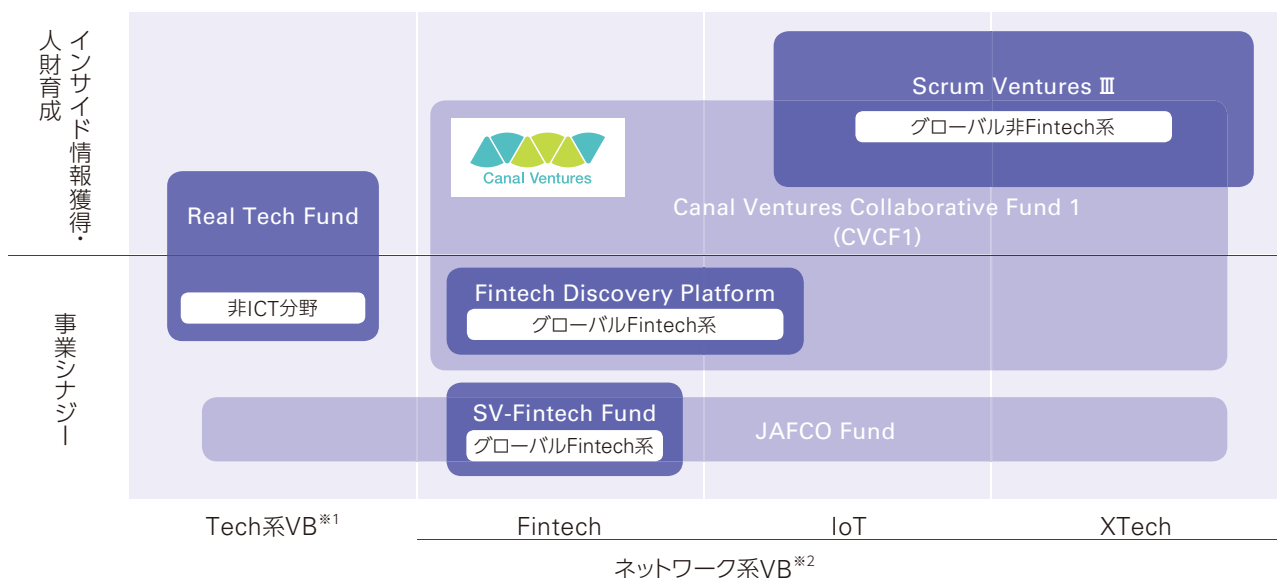 インサイド情報獲得・
人財育成
Scrum Ventures Ⅲ
グローバル非Fintech系
Canal Ventures
Real Tech Fund
非ICT分野
Canal Ventures Collaborative Fund 1
(CVCF1)
事業シナジー
Fintech Discovery Platform
グローバルFintech系
SV-Fintech Fund
グローバルFintech系
JAFCO Fund
Tech系VB※1
Fintech
IoT
XTech
ネットワーク系VB※2